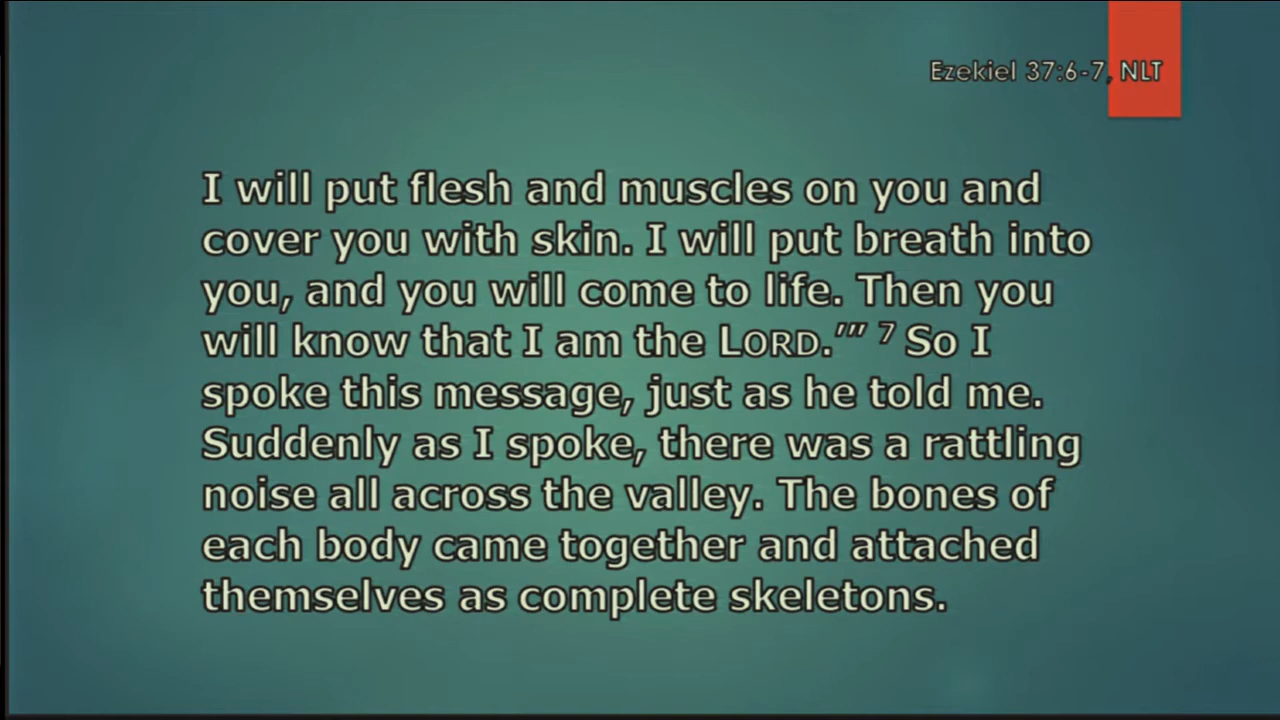 Ezekiel 37:6-7, NLT
I will put flesh and muscles on you and
cover you with skin. I will put breath into
you, and you will come to life. Then you
will know that I am the LORD.’” 7 So I
spoke this message, just as he told me.
Suddenly as I spoke, there was a rattling
noise all across the valley. The bones of
each body came together and attached
themselves as complete skeletons.